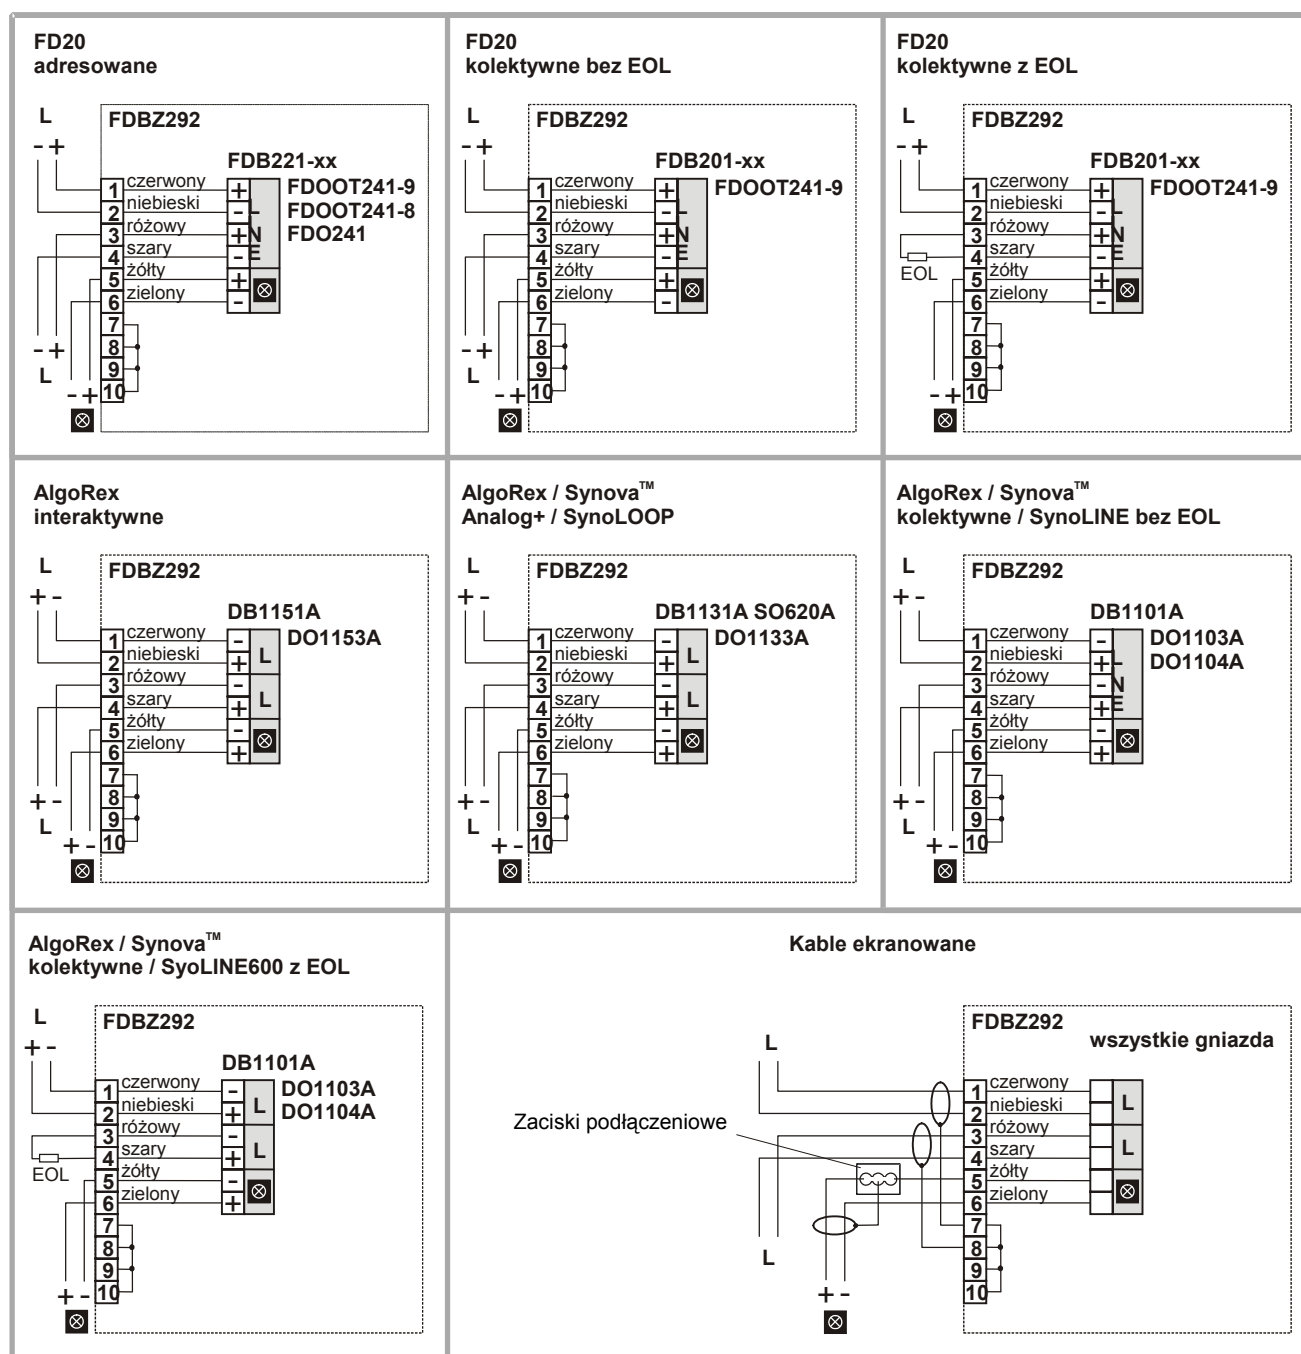 FD20
adresowane
L
- +
FDBZ292
FDB221-xx
1 czerwony + FDOOT241-9
2 niebieski - L FDOOT241-8
3 różowy + N FDO241
4 szary - E
5 żółty +
6 zielony -
7
8
9
10
- +
L
- +
FD20
kolektywne bez EOL
L
- +
FDBZ292
FDB201-xx
1 czerwony + FDOOT241-9
2 niebieski - L
3 różowy + N
4 szary - E
5 żółty +
6 zielony -
7
8
9
10
- +
L
- +
FD20
kolektywne z EOL
L
- +
FDBZ292
FDB201-xx
1 czerwony + FDOOT241-9
2 niebieski - L
3 różowy + N
4 szary - E
EOL
5 żółty +
6 zielony -
7
8
9
10
- +
AlgoRex
interaktywne
L
+ -
FDBZ292
DB1151A
1 czerwony - DO1153A
2 niebieski + L
3 różowy -
4 szary + L
5 żółty -
6 zielony +
7
8
9
10
+ -
L
+ -
AlgoRex / Synova™
Analog+ / SynoLOOP
L
+ -
FDBZ292
DB1131A SO620A
1 czerwony - DO1133A
2 niebieski + L
3 różowy -
4 szary + L
5 żółty -
6 zielony +
7
8
9
10
+ -
L
+ -
AlgoRex / Synova™
kolektywne / SynoLINE bez EOL
L
+ -
FDBZ292
DB1101A
1 czerwony - DO1103A
2 niebieski + L DO1104A
3 różowy - N
4 szary + E
5 żółty -
6 zielony +
7
8
9
10
+ -
L
+ -
AlgoRex / Synova™
kolektywne / SyoLINE600 z EOL
L
+ -
FDBZ292
DB1101A
1 czerwony - DO1103A
2 niebieski + L DO1104A
3 różowy -
4 szary + L
EOL
5 żółty -
6 zielony +
7
8
9
10
+ -
Kable ekranowane
FDBZ292
wszystkie gniazda
L
1 czerwony
2 niebieski L
Zaciski podłączeniowe
3 różowy
4 szary L
5 żółty
6 zielony
7
8
9
10
L
+ -